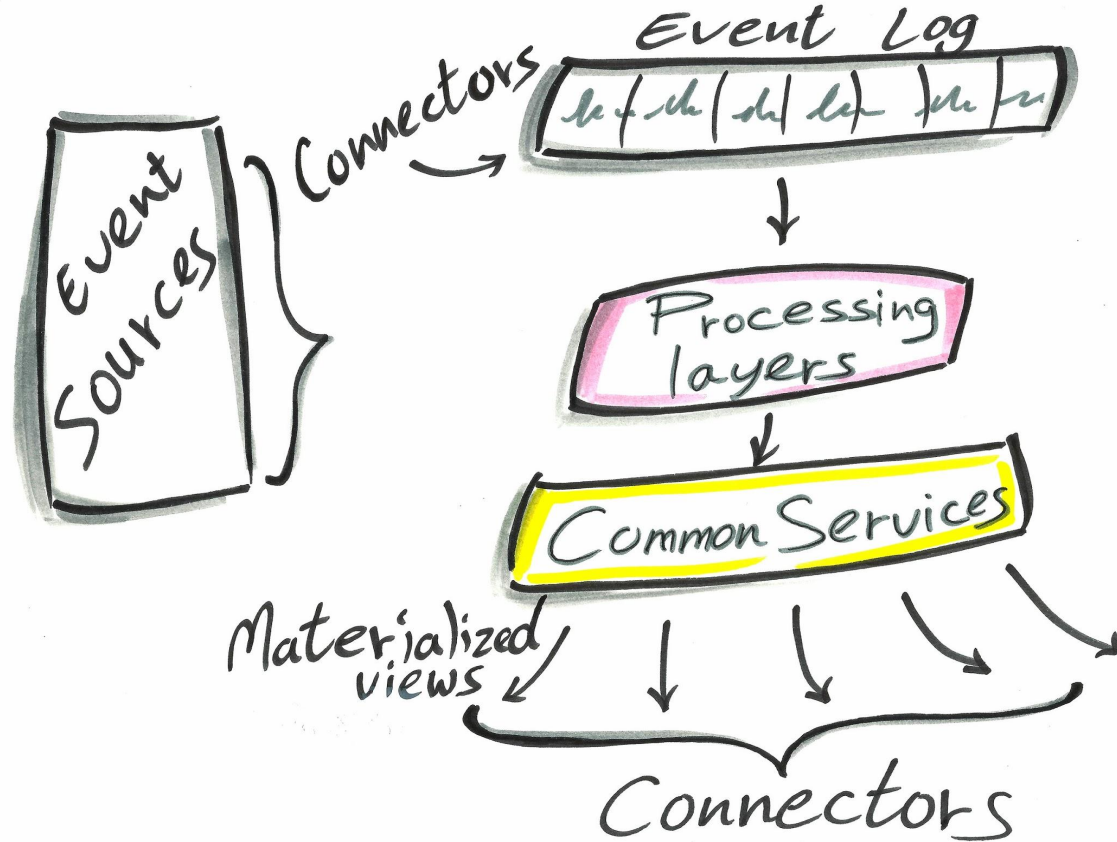 Event Log
Connectors
Event
Sources
Processing
layers
Common Services
Materialized
views
Connectors